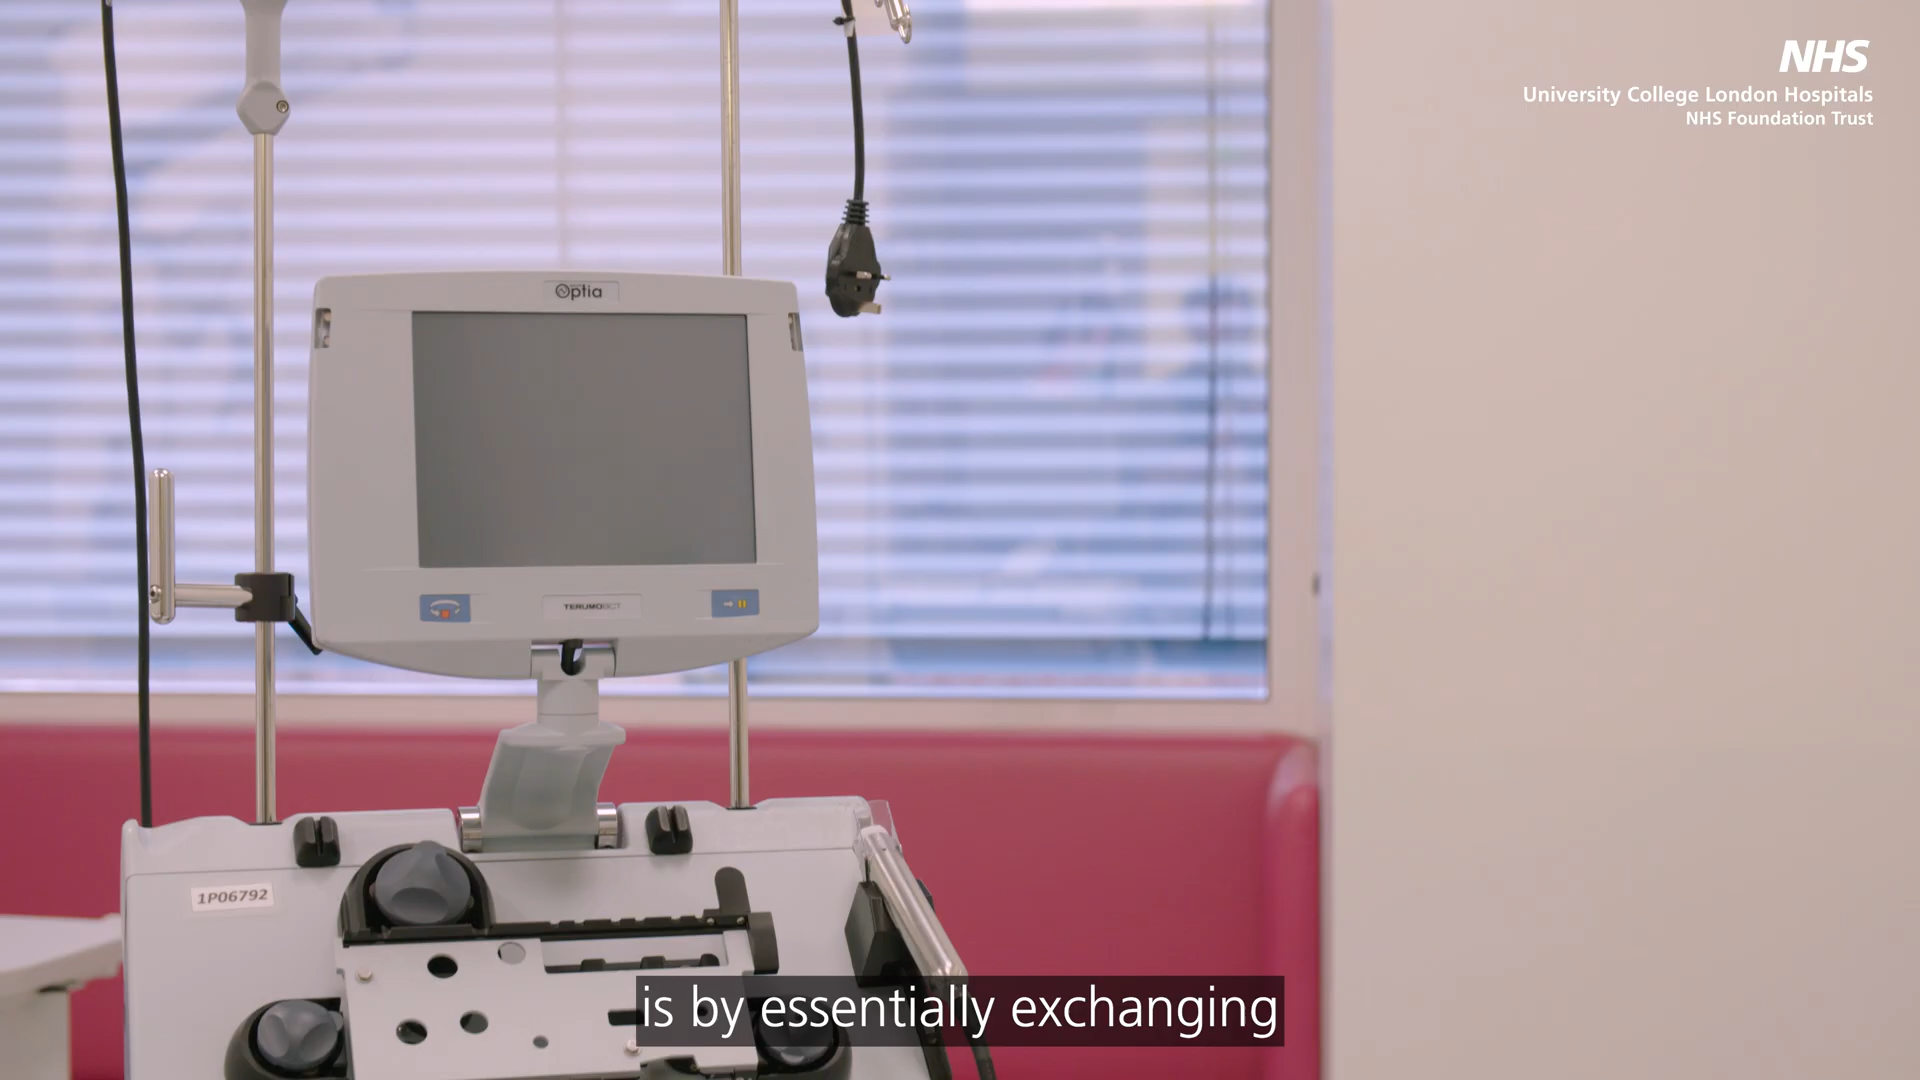 NHS
University College London Hospitals
NHS Foundation Trust
Optia
TERUMOBCT
1P06792
is by essentially exchanging